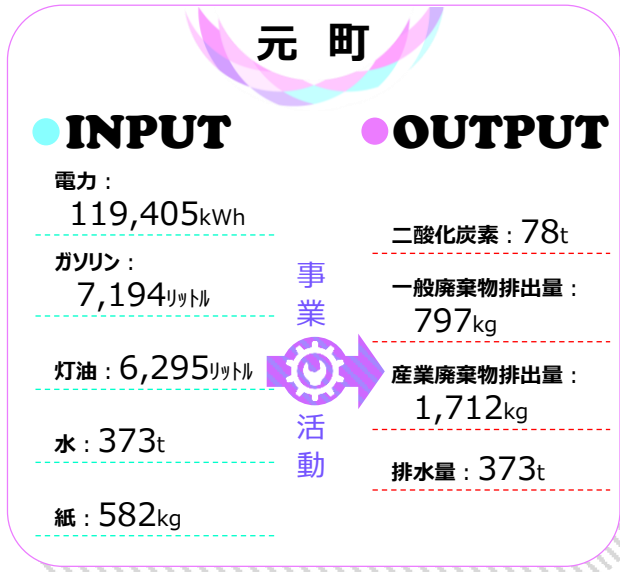 元 町
INPUT
電力：
119,405kWh
ガソリン：
7,194リットル
灯油：6,295リットル
水：373t
紙：582kg
事業活動
OUTPUT
二酸化炭素：78t
一般廃棄物排出量：
797kg
産業廃棄物排出量：
1,712kg
排水量：373t